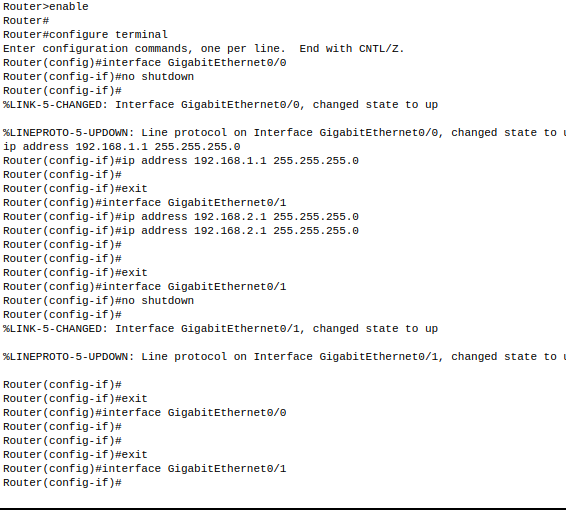 Router>enable
Router#
Router#configure terminal
Enter configuration commands, one per line.  End with CNTL/Z.
Router(config)#interface GigabitEthernet0/0
Router(config-if)#no shutdown
Router(config-if)#
%LINK-5-CHANGED: Interface GigabitEthernet0/0, changed state to up
%LINEPROTO-5-UPDOWN: Line protocol on Interface GigabitEthernet0/0, changed state to
ip address 192.168.1.1 255.255.255.0
Router(config-if)#ip address 192.168.1.1 255.255.255.0
Router(config-if)#
Router(config-if)#exit
Router(config)#interface GigabitEthernet0/1
Router(config-if)#ip address 192.168.2.1 255.255.255.0
Router(config-if)#ip address 192.168.2.1 255.255.255.0
Router(config-if)#
Router(config-if)#
Router(config-if)#exit
Router(config)#interface GigabitEthernet0/1
Router(config-if)#no shutdown
Router(config-if)#
%LINK-5-CHANGED: Interface GigabitEthernet0/1, changed state to up
%LINEPROTO-5-UPDOWN: Line protocol on Interface GigabitEthernet0/1, changed state to
Router(config-if)#
Router(config-if)#exit
Router(config)#interface GigabitEthernet0/0
Router(config-if)#
Router(config-if)#
Router(config-if)#exit
Router(config)#interface GigabitEthernet0/1
Router(config-if)#